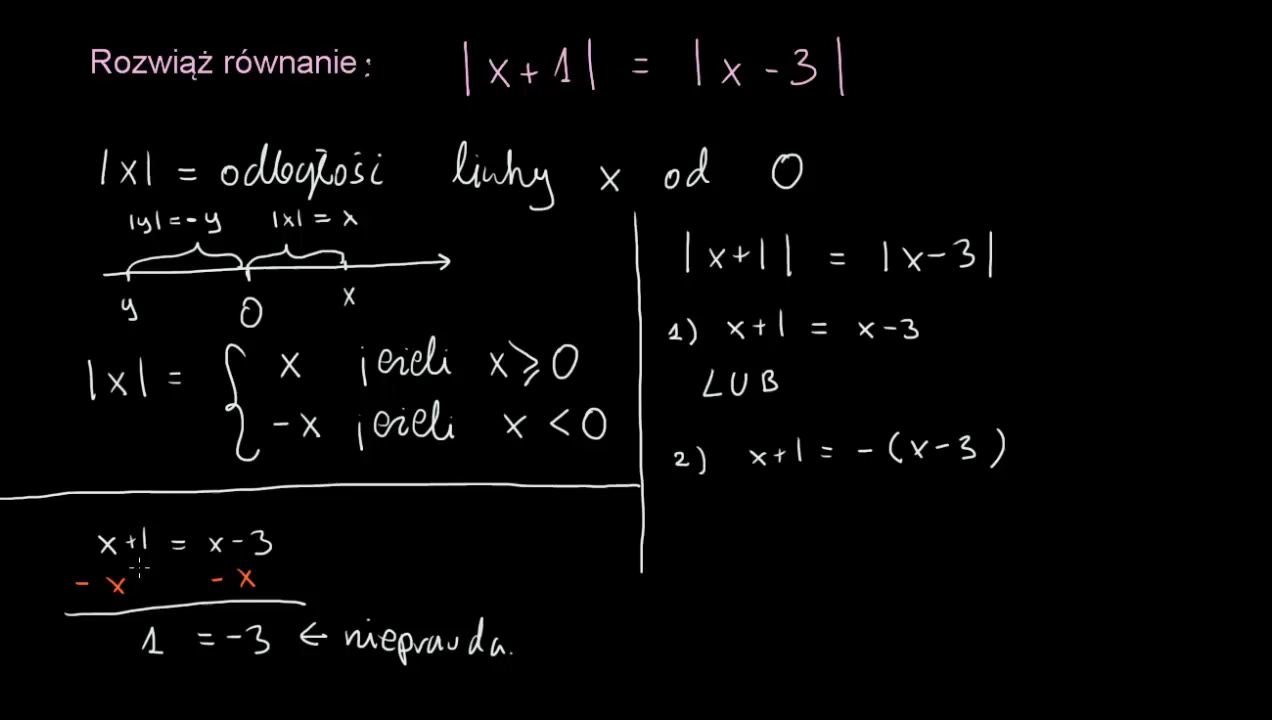 Rozwiąż równanie: |x+1| = |x-3|
|x| = odległość liczby x od 0
|y|=-y |x| = x
y 0 x
|x| = { x jeżeli x⩾0
-x jeżeli x < 0
|x+1| = |x-3|
1) x+1 = x-3
LUB
2) x+1 = -(x-3)
x+1 = x-3
-x -x
1 = -3 ← nieprawda.